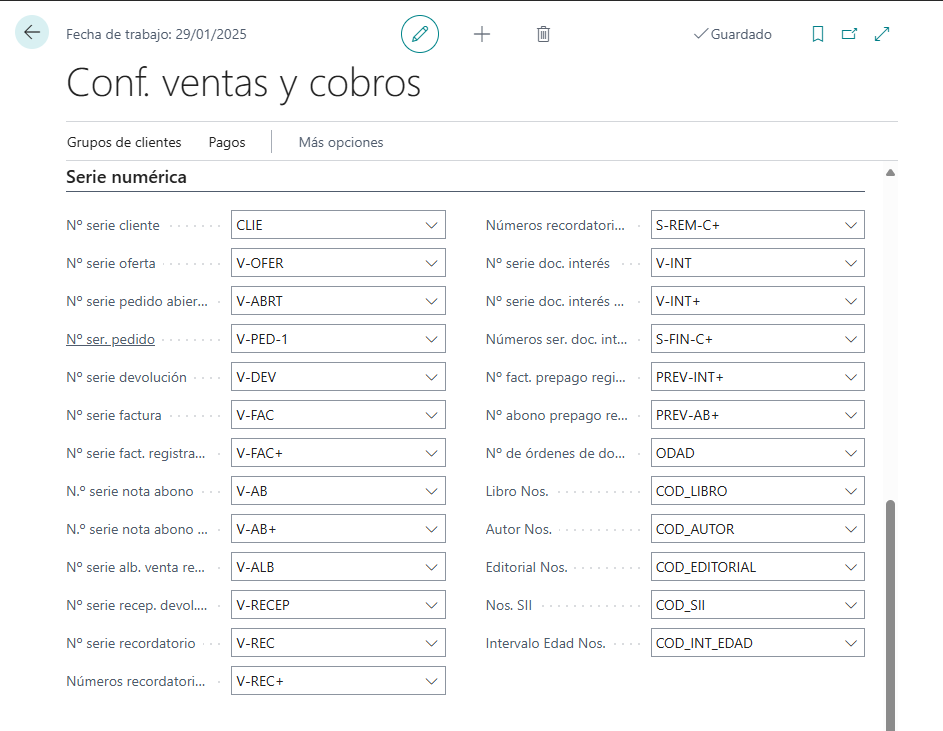 Fecha de trabajo: 29/01/2025
Guardado
Conf. ventas y cobros
Grupos de clientes Pagos Más opciones
Serie numérica
Nº serie cliente CLIE
Nº serie oferta V-OFER
Nº serie pedido abier... V-ABRT
Nº ser. pedido V-PED-1
Nº serie devolución V-DEV
Nº serie factura V-FAC
Nº serie fact. registra... V-FAC+
N.º serie nota abono V-AB
N.º serie nota abono ... V-AB+
Nº serie alb. venta re... V-ALB
Nº serie recep. devol.... V-RECEP
Nº serie recordatorio V-REC
Números recordatori... V-REC+
Números recordatori... S-REM-C+
Nº serie doc. interés V-INT
Nº serie doc. interés ... V-INT+
Números ser. doc. int... S-FIN-C+
Nº fact. prepago regi... PREV-INT+
Nº abono prepago re... PREV-AB+
Nº de órdenes de do... ODAD
Libro Nos. COD_LIBRO
Autor Nos. COD_AUTOR
Editorial Nos. COD_EDITORIAL
Nos. SII COD_SII
Intervalo Edad Nos. COD_INT_EDAD